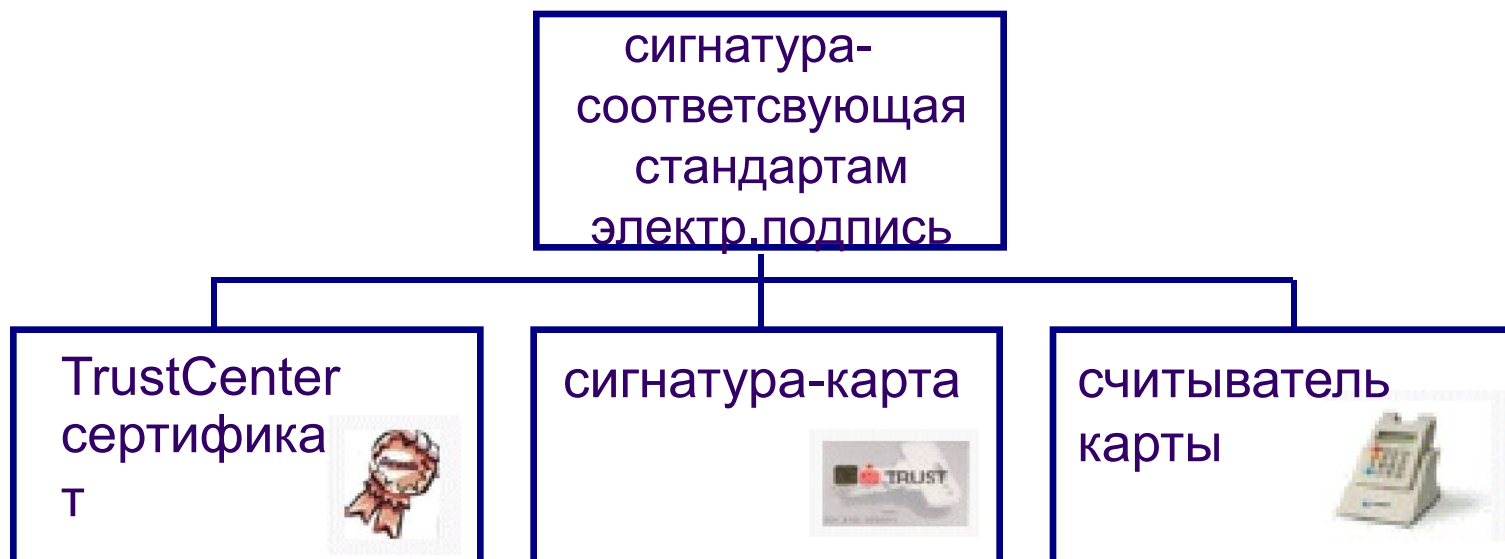 сигнатура-
соответсвующая
стандартам
электр.подпись
TrustCenter
сертифика
т
сигнатура-карта
TRUST
считыватель
карты